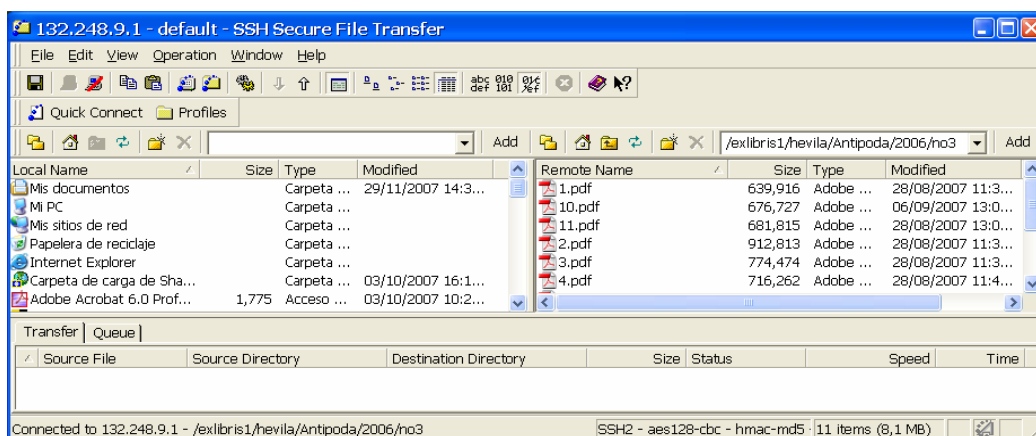 132.248.9.1 - default - SSH Secure File Transfer
File Edit View Operation Window Help
Quick Connect Profiles
Add /exlibris1/hevila/Antipoda/2006/no3 Add
Local Name Size Type Modified
Mis documentos Carpeta ... 29/11/2007 14:3...
Mi PC Carpeta ...
Mis sitios de red Carpeta ...
Papelera de reciclaje Carpeta ...
Internet Explorer Carpeta ...
Carpeta de carga de Sha... Carpeta ... 03/10/2007 16:1...
Adobe Acrobat 6.0 Prof... 1,775 Acceso ... 03/10/2007 10:2...
Remote Name Size Type Modified
1.pdf 639,916 Adobe ... 28/08/2007 11:3...
10.pdf 676,727 Adobe ... 06/09/2007 13:0...
11.pdf 681,815 Adobe ... 28/08/2007 13:0...
2.pdf 912,813 Adobe ... 28/08/2007 11:3...
3.pdf 774,474 Adobe ... 28/08/2007 11:3...
4.pdf 716,262 Adobe ... 28/08/2007 11:4...
Transfer Queue
Source File Source Directory Destination Directory Size Status Speed Time
Connected to 132.248.9.1 - /exlibris1/hevila/Antipoda/2006/no3 SSH2 - aes128-cbc - hmac-md5 - 11 items (8,1 MB)